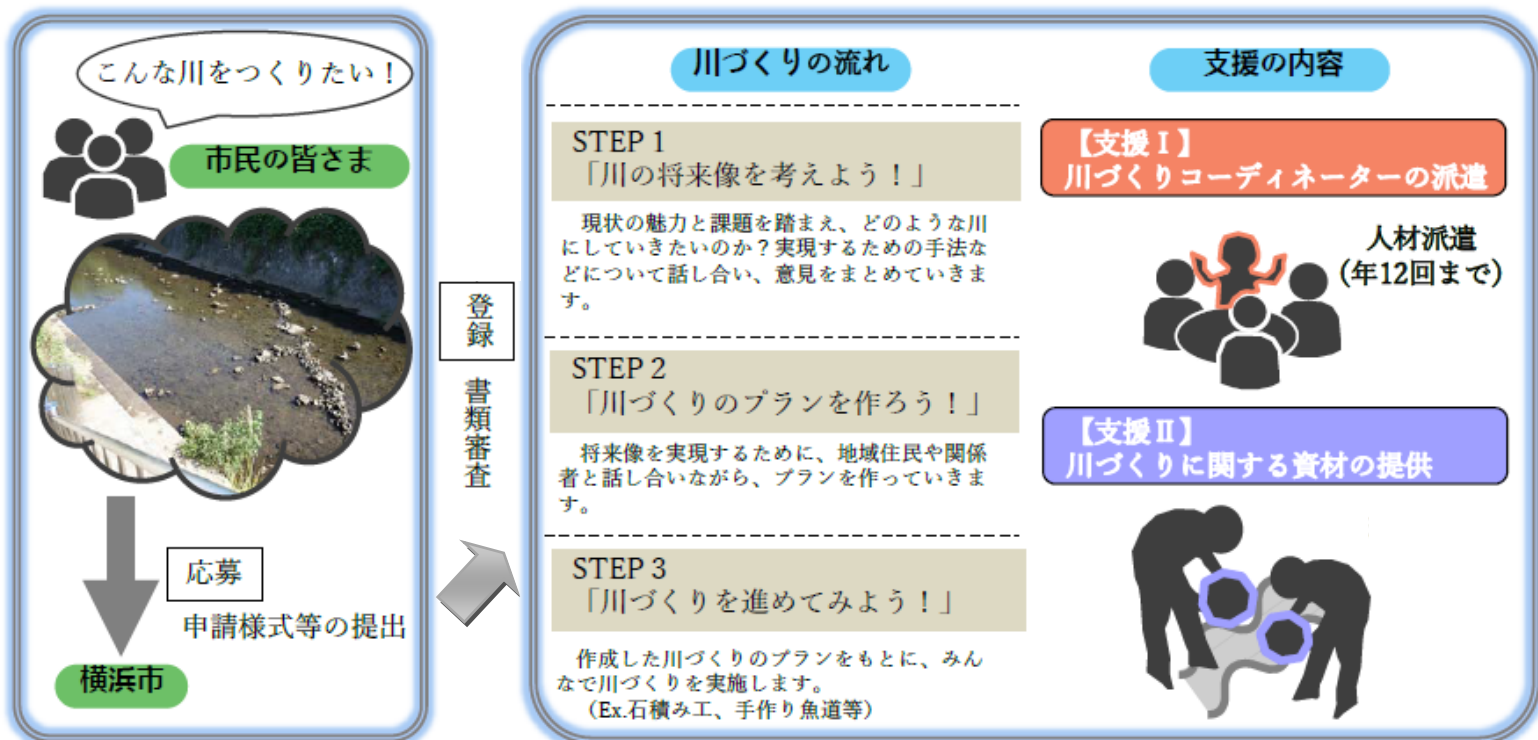 こんな川をつくりたい！
市民の皆さま
応募
申請様式等の提出
横浜市
登録
書類審査
川づくりの流れ
STEP 1
「川の将来像を考えよう！」
現状の魅力と課題を踏まえ、どのような川
にしていきたいのか？実現するための手法な
どについて話し合い、意見をまとめていきま
す。
STEP 2
「川づくりのプランを作ろう！」
将来像を実現するために、地域住民や関係
者と話し合いながら、プランを作っていきま
す。
STEP 3
「川づくりを進めてみよう！」
作成した川づくりのプランをもとに、みん
なで川づくりを実施します。
（Ex.石積み工、手作り魚道等）
支援の内容
【支援Ⅰ】
川づくりコーディネーターの派遣
人材派遣
(年12回まで)
【支援Ⅱ】
川づくりに関する資材の提供